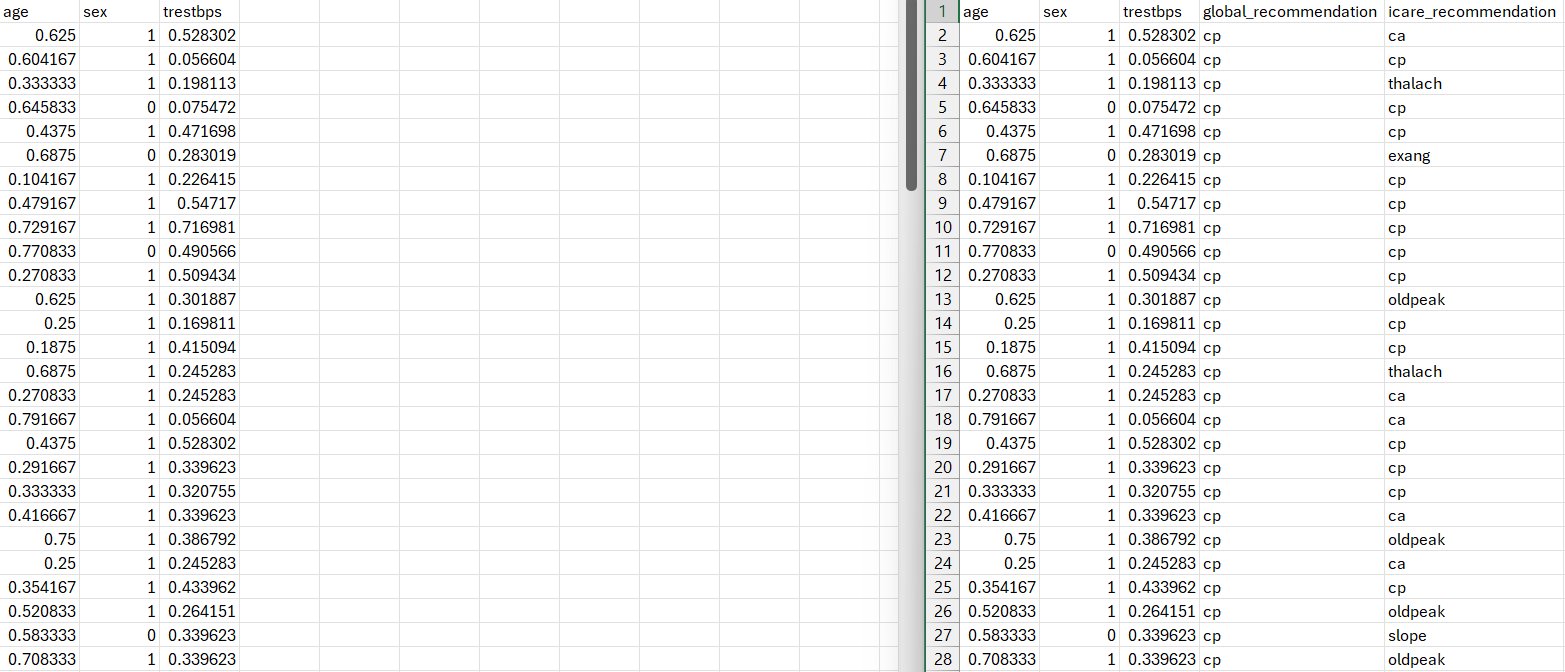 age sex trestbps 1 age sex trestbps global_recommendation icare_recommendation
0.625 1 0.528302 2 0.625 1 0.528302 cp ca
0.604167 1 0.056604 3 0.604167 1 0.056604 cp cp
0.333333 1 0.198113 4 0.333333 1 0.198113 cp thalach
0.645833 0 0.075472 5 0.645833 0 0.075472 cp cp
0.4375 1 0.471698 6 0.4375 1 0.471698 cp cp
0.6875 0 0.283019 7 0.6875 0 0.283019 cp exang
0.104167 1 0.226415 8 0.104167 1 0.226415 cp cp
0.479167 1 0.54717 9 0.479167 1 0.54717 cp cp
0.729167 1 0.716981 10 0.729167 1 0.716981 cp cp
0.770833 0 0.490566 11 0.770833 0 0.490566 cp cp
0.270833 1 0.509434 12 0.270833 1 0.509434 cp cp
0.625 1 0.301887 13 0.625 1 0.301887 cp oldpeak
0.25 1 0.169811 14 0.25 1 0.169811 cp cp
0.1875 1 0.415094 15 0.1875 1 0.415094 cp cp
0.6875 1 0.245283 16 0.6875 1 0.245283 cp thalach
0.270833 1 0.245283 17 0.270833 1 0.245283 cp ca
0.791667 1 0.056604 18 0.791667 1 0.056604 cp ca
0.4375 1 0.528302 19 0.4375 1 0.528302 cp cp
0.291667 1 0.339623 20 0.291667 1 0.339623 cp cp
0.333333 1 0.320755 21 0.333333 1 0.320755 cp cp
0.416667 1 0.339623 22 0.416667 1 0.339623 cp ca
0.75 1 0.386792 23 0.75 1 0.386792 cp oldpeak
0.25 1 0.245283 24 0.25 1 0.245283 cp ca
0.354167 1 0.433962 25 0.354167 1 0.433962 cp cp
0.520833 1 0.264151 26 0.520833 1 0.264151 cp oldpeak
0.583333 0 0.339623 27 0.583333 0 0.339623 cp slope
0.708333 1 0.339623 28 0.708333 1 0.339623 cp oldpeak